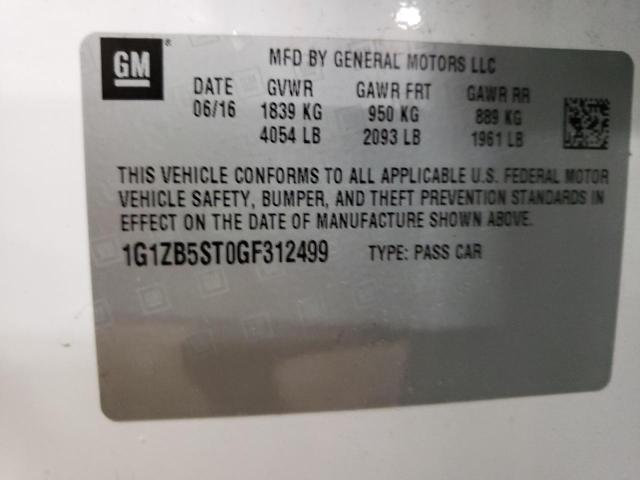 GM ® MFD BY GENERAL MOTORS LLC
DATE GVWR GAWR FRT GAWR RR
06/16 1839 KG 950 KG 889 KG
4054 LB 2093 LB 1961 LB
THIS VEHICLE CONFORMS TO ALL APPLICABLE U.S. FEDERAL MOTOR
VEHICLE SAFETY, BUMPER, AND THEFT PREVENTION STANDARDS IN
EFFECT ON THE DATE OF MANUFACTURE SHOWN ABOVE.
1G1ZB5ST0GF312499 TYPE: PASS CAR